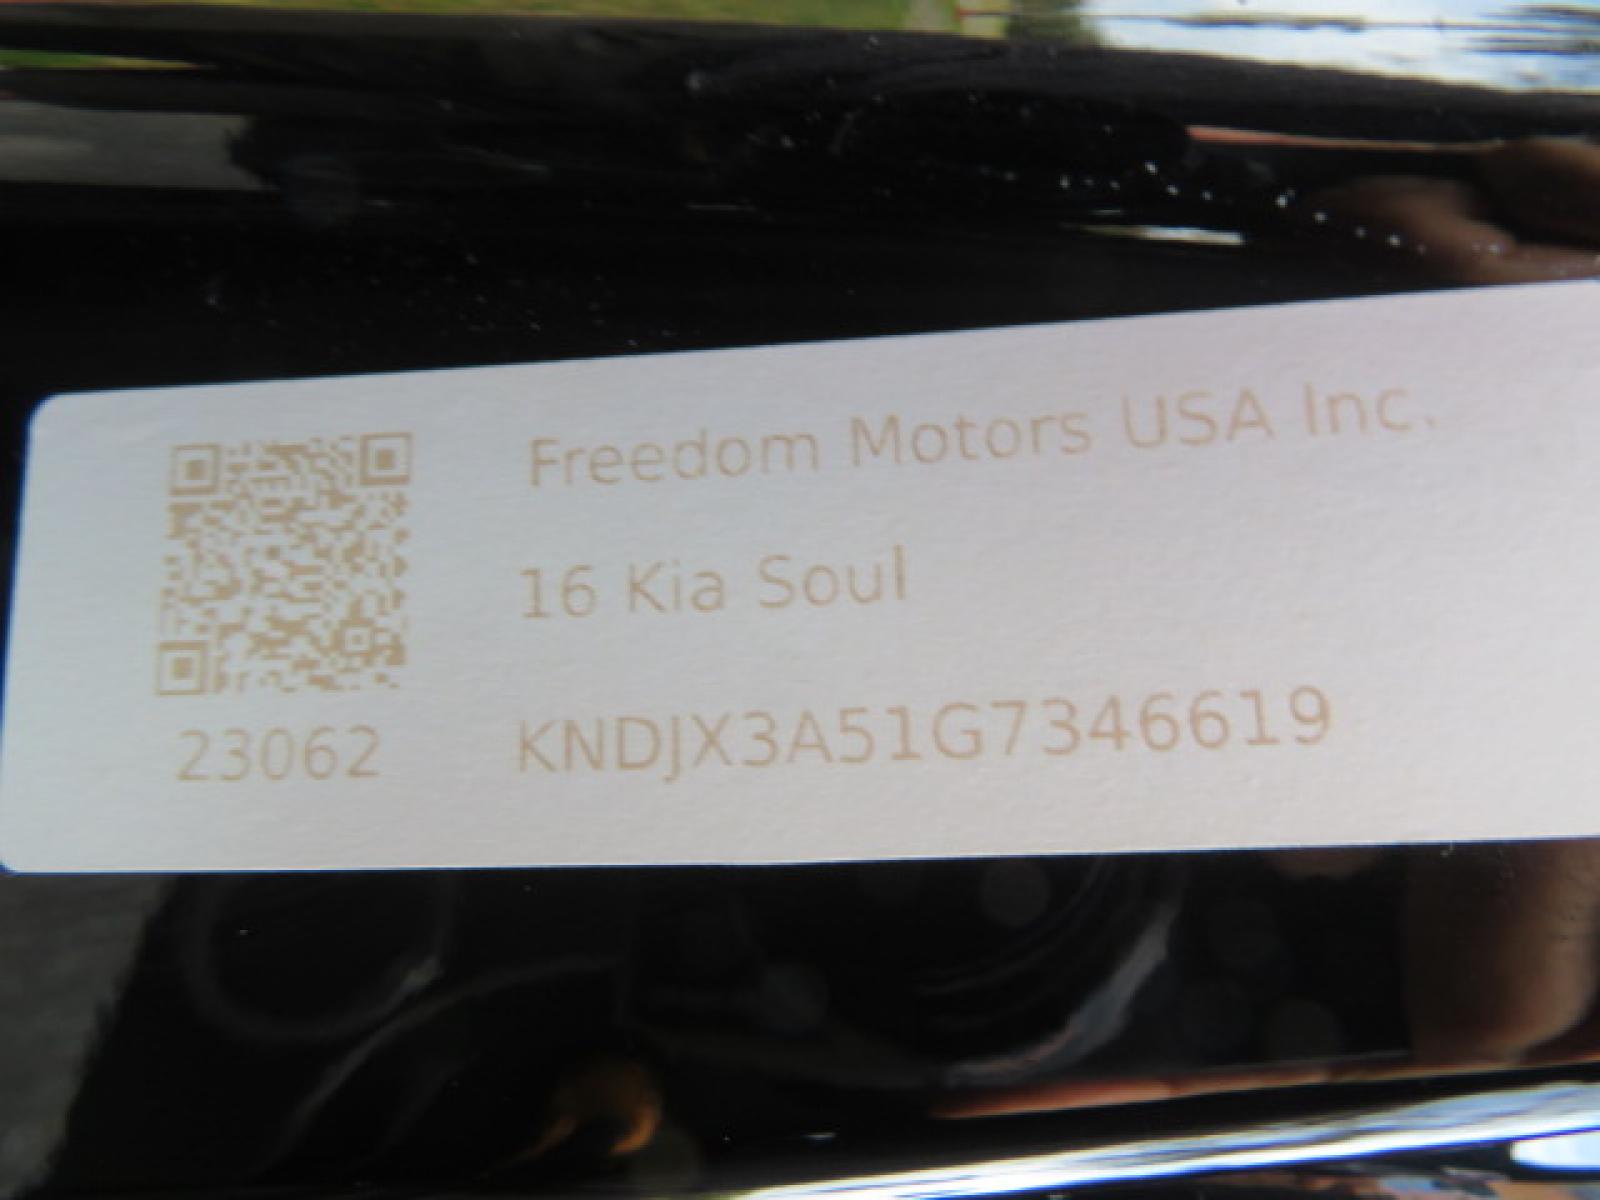 Freedom Motors USA Inc.
16 Kia Soul
23062 KNDJX3A51G7346619